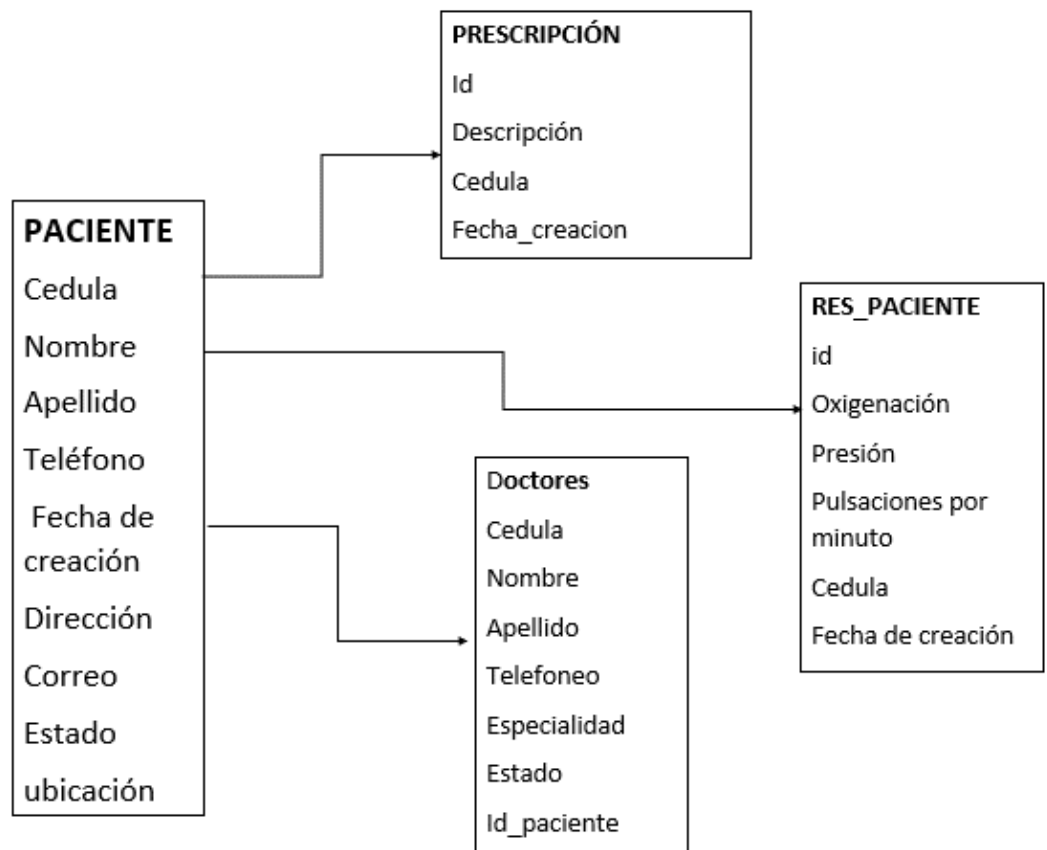 PRESCRIPCIÓN
Id
Descripción
Cedula
Fecha_creacion
PACIENTE
Cedula
Nombre
Apellido
Teléfono
Fecha de
creación
Dirección
Correo
Estado
ubicación
RES_PACIENTE
id
Oxigenación
Presión
Pulsaciones por
minuto
Cedula
Fecha de creación
Doctores
Cedula
Nombre
Apellido
Telefoneo
Especialidad
Estado
Id_paciente